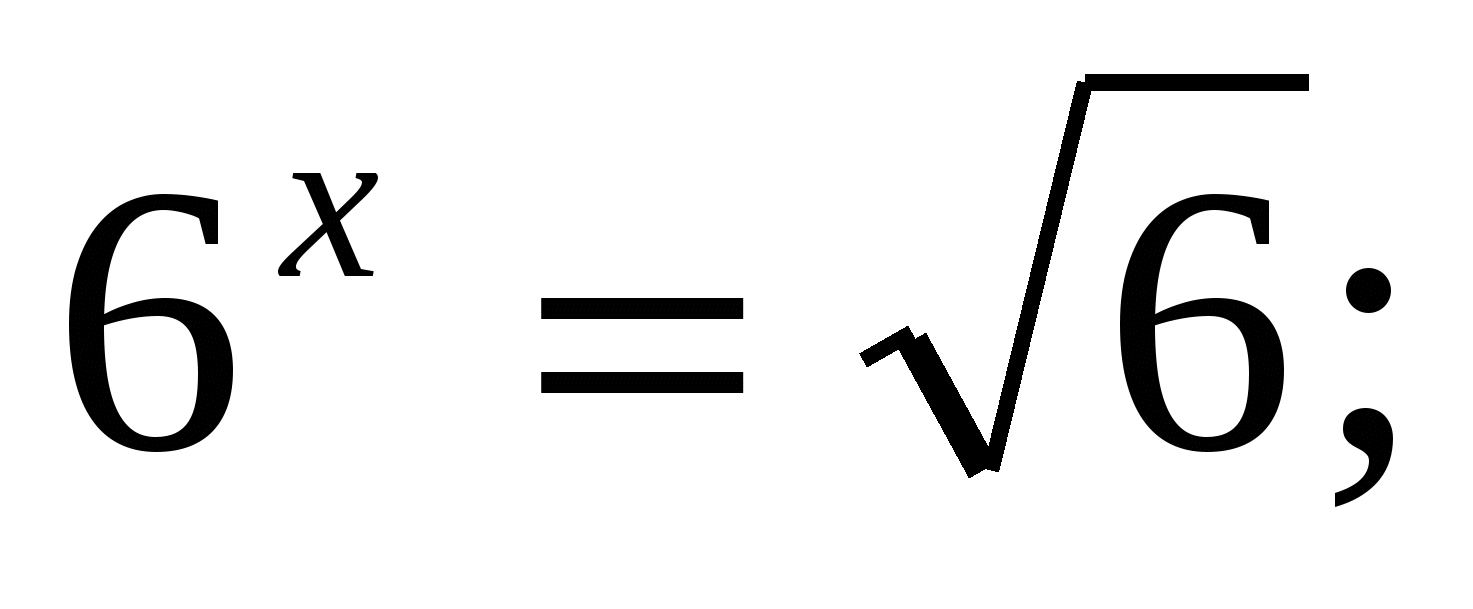 6^x = √6;